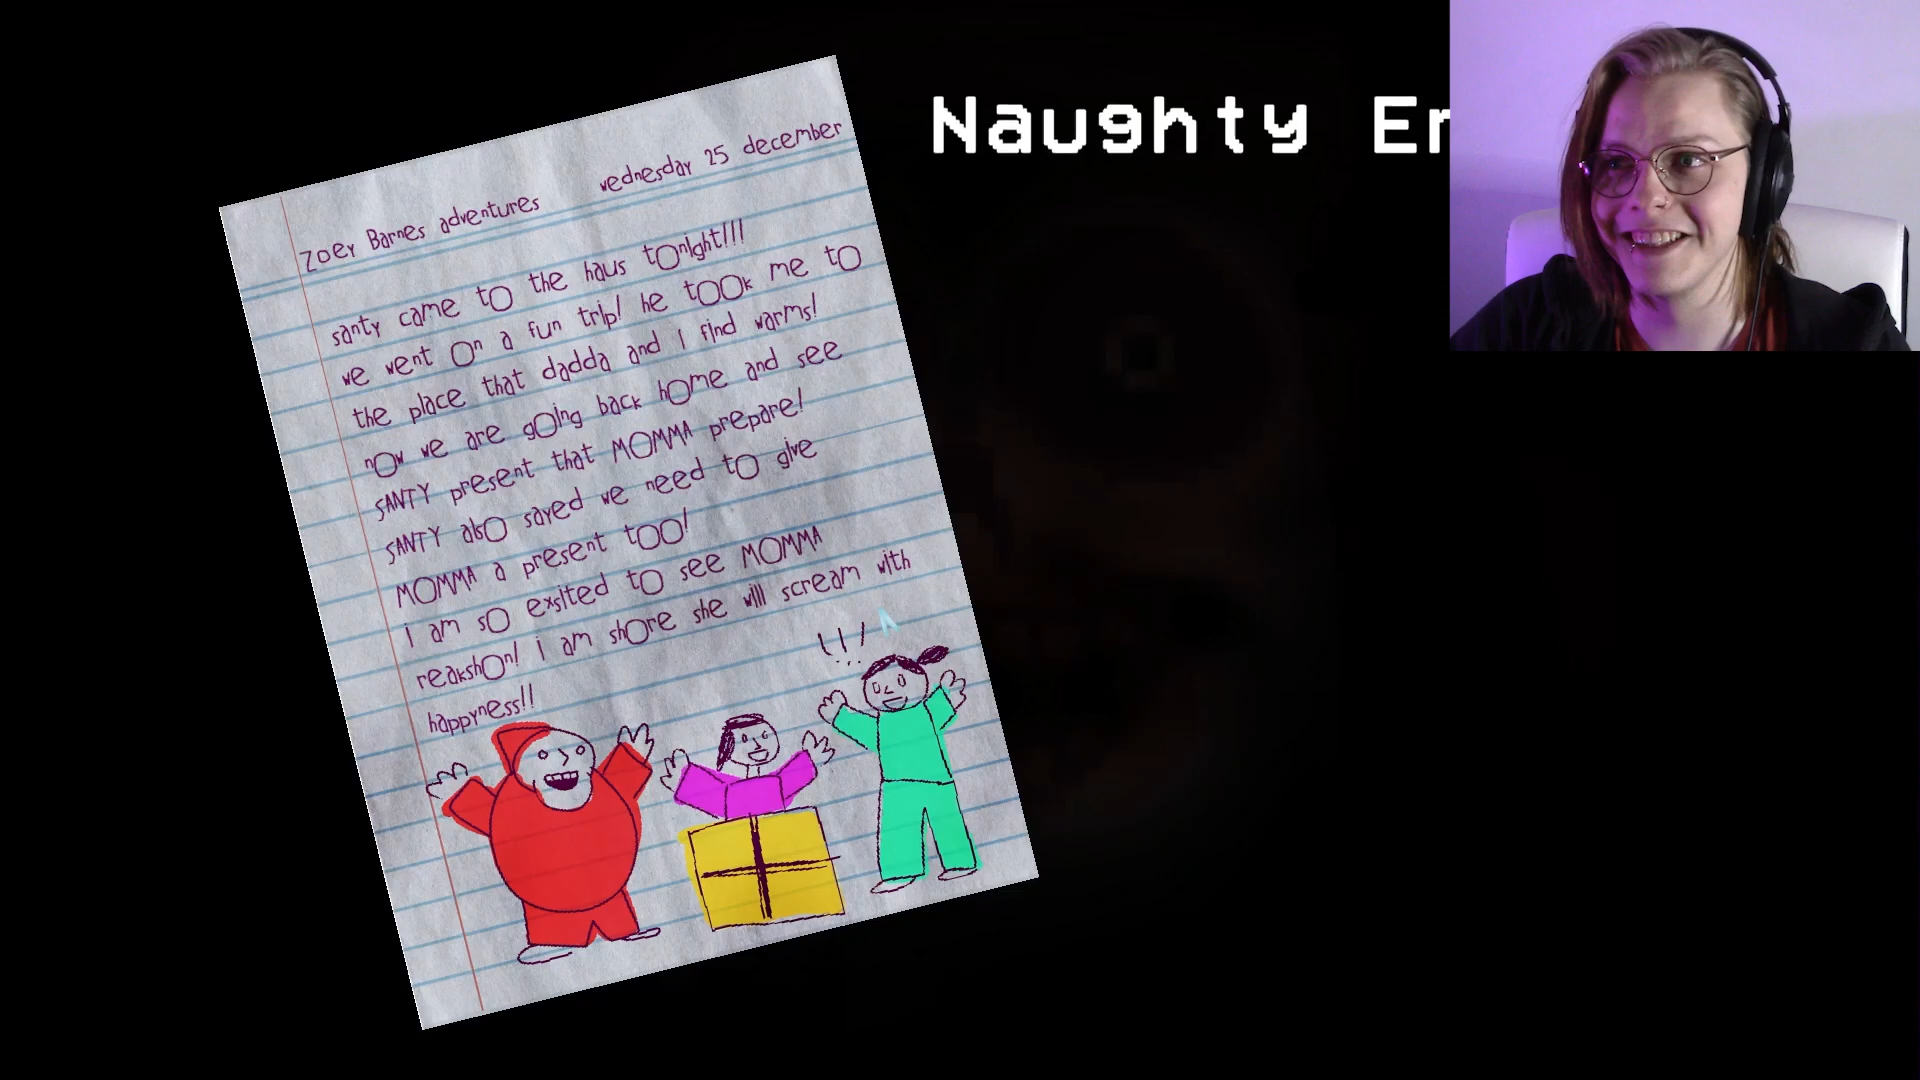 Naughty En
Zoey Barnes adventures wednesday 25 december
santy came to the haus tonight!!!
we went on a fun trip! he took me to
the place that dadda and i find warms!
now we are going back home and see
SANTY present that MOMMA prepare!
SANTY also sayed we need to give
MOMMA a present too!
i am so exsited to see MOMMA
reakshon! i am shore she will scream with
happyness!!
!!!